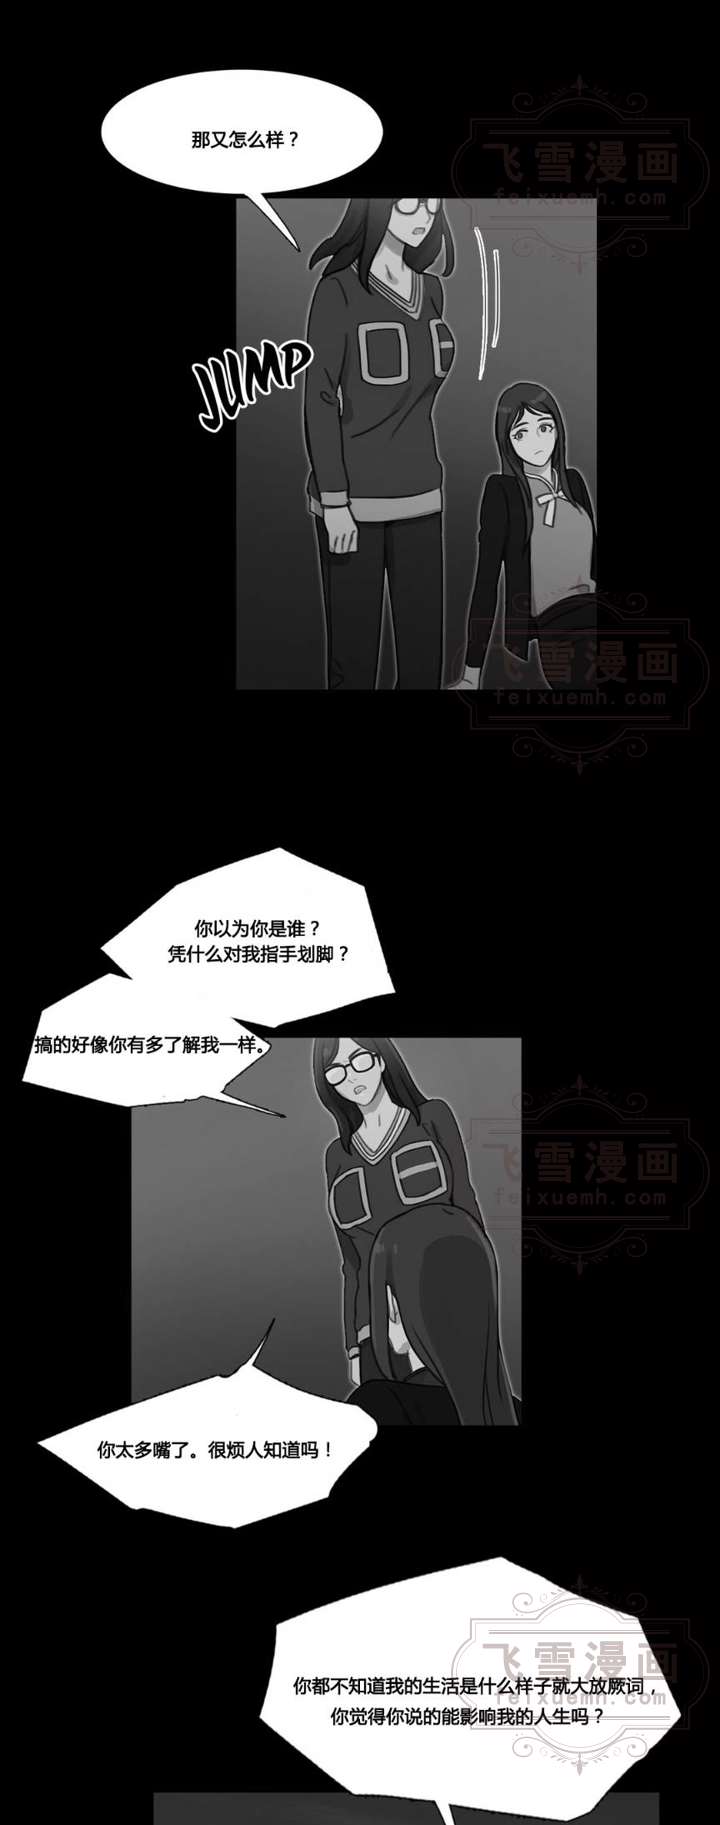 飞雪漫画
feixuemh.com
那又怎么样？
JUMP
飞雪漫画
feixuemh.com
你以为你是谁？
凭什么对我指手划脚？
搞的好像你有多了解我一样。
飞雪漫画
feixuemh.com
你太多嘴了。很烦人知道吗！
飞雪漫画
feixuemh.com
你都不知道我的生活是什么样子就大放厥词，
你觉得你说的能影响我的人生吗？